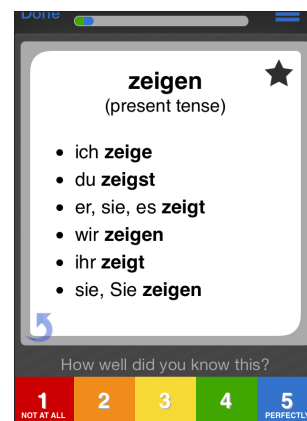 Done
zeigen
(present tense)
• ich zeige
• du zeigst
• er, sie, es zeigt
• wir zeigen
• ihr zeigt
• sie, Sie zeigen
How well did you know this?
1 2 3 4 5
NOT AT ALL PERFECTLY